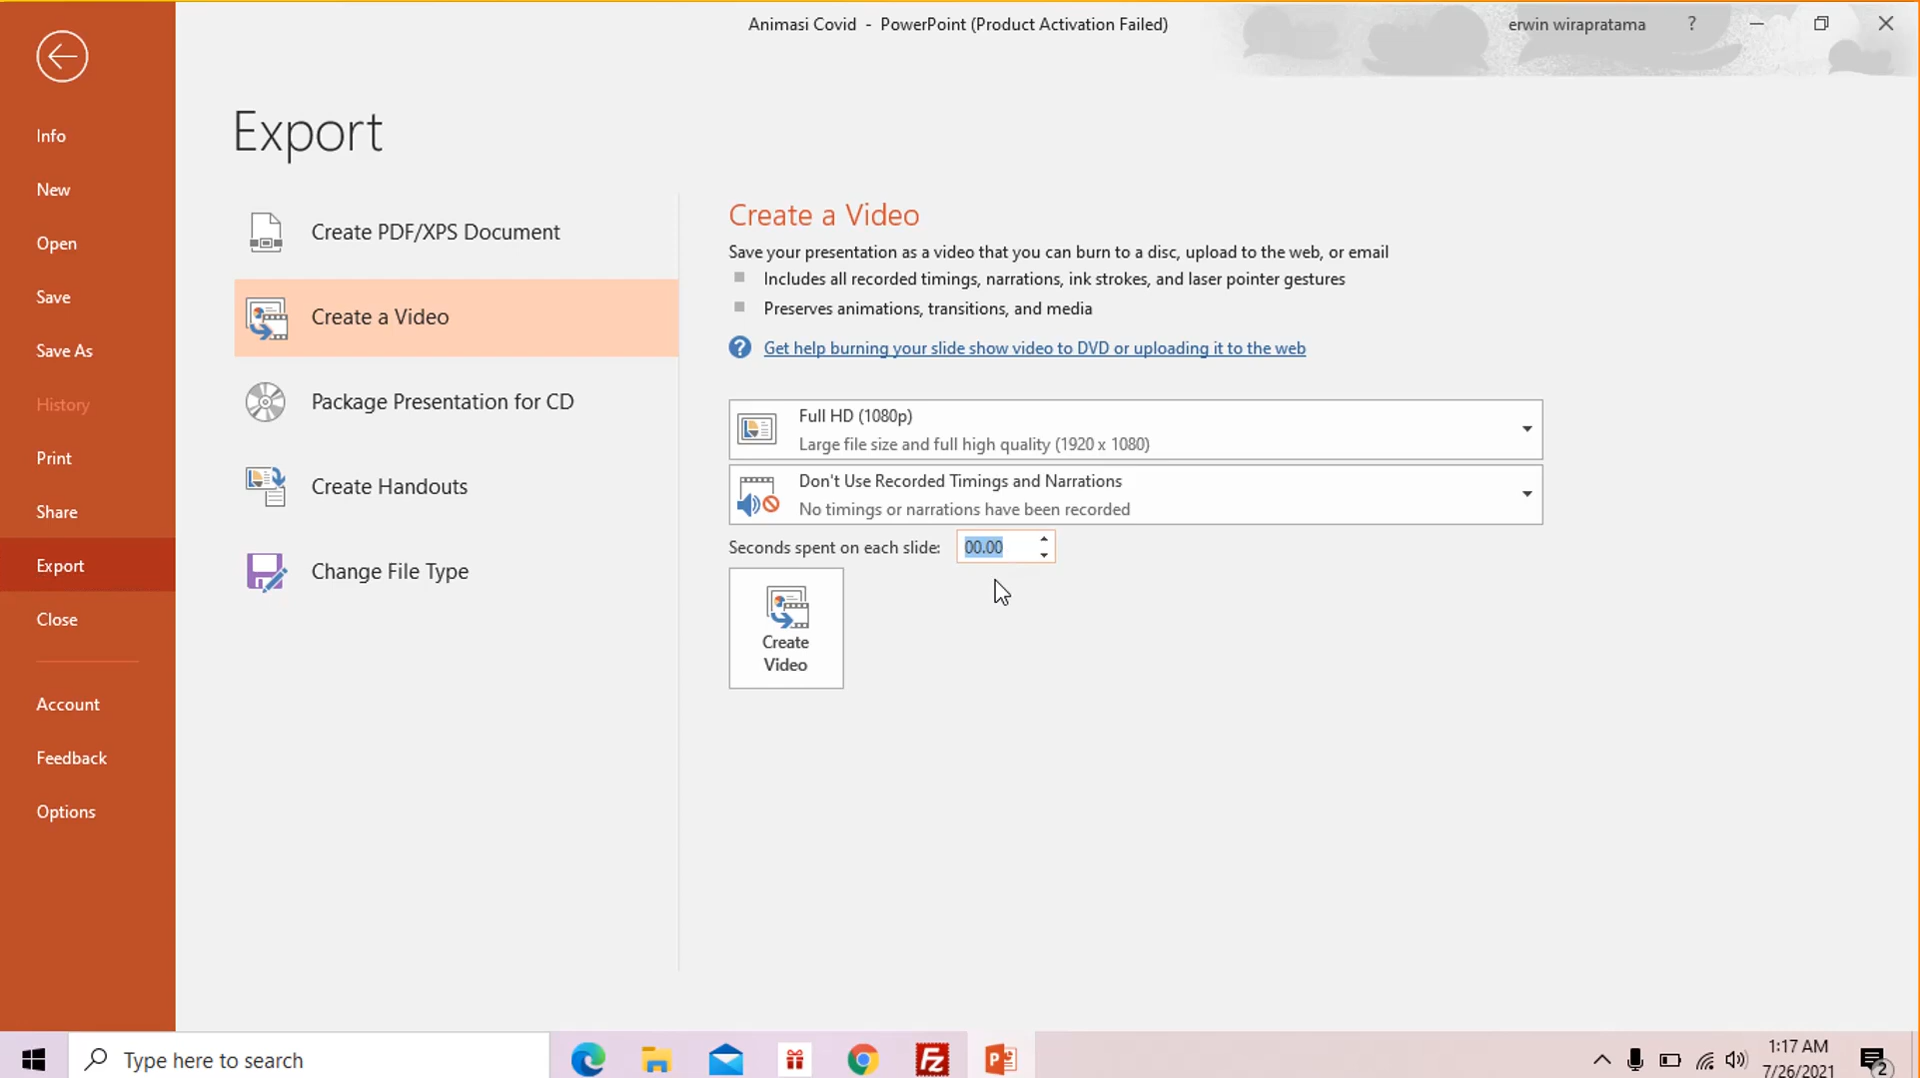 Animasi Covid - PowerPoint (Product Activation Failed)
erwin wirapratama
?
Info
New
Open
Save
Save As
History
Print
Share
Export
Close
Account
Feedback
Options
Export
Create PDF/XPS Document
Create a Video
Package Presentation for CD
Create Handouts
Change File Type
Create a Video
Save your presentation as a video that you can burn to a disc, upload to the web, or email
Includes all recorded timings, narrations, ink strokes, and laser pointer gestures
Preserves animations, transitions, and media
? Get help burning your slide show video to DVD or uploading it to the web
Full HD (1080p)
Large file size and full high quality (1920 x 1080)
Don't Use Recorded Timings and Narrations
No timings or narrations have been recorded
Seconds spent on each slide: 00.00
Create
Video
Type here to search
Fz
P
1:17 AM
7/26/2021
2